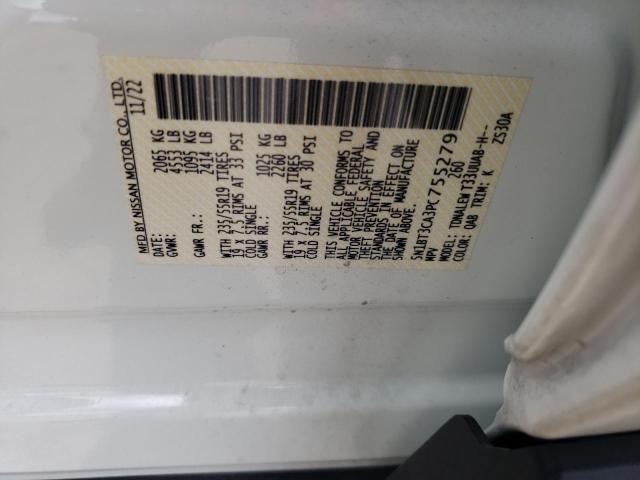 MFD BY NISSAN MOTOR CO., LTD.
DATE: 11/22
GVWR: 2065 KG
4553 LB
GAWR FR: 1095 KG
2414 LB
WITH 235/55R19 TIRES
19 x 7.5 RIMS AT 33 PSI
COLD SINGLE
1025 KG
2260 LB
WITH 235/55R19 TIRES
19 x 7.5 RIMS AT 30 PSI
COLD SINGLE
THIS VEHICLE CONFORMS TO
ALL APPLICABLE FEDERAL
MOTOR VEHICLE SAFETY AND
THEFT PREVENTION
STANDARDS IN EFFECT ON
THE DATE OF MANUFACTURE
SHOWN ABOVE.
5N1BT3CA3PC755279
MPV 260
MODEL: TDNALEWT33UUA8-H--
COLOR: QAB TRIM: K
ZS30A